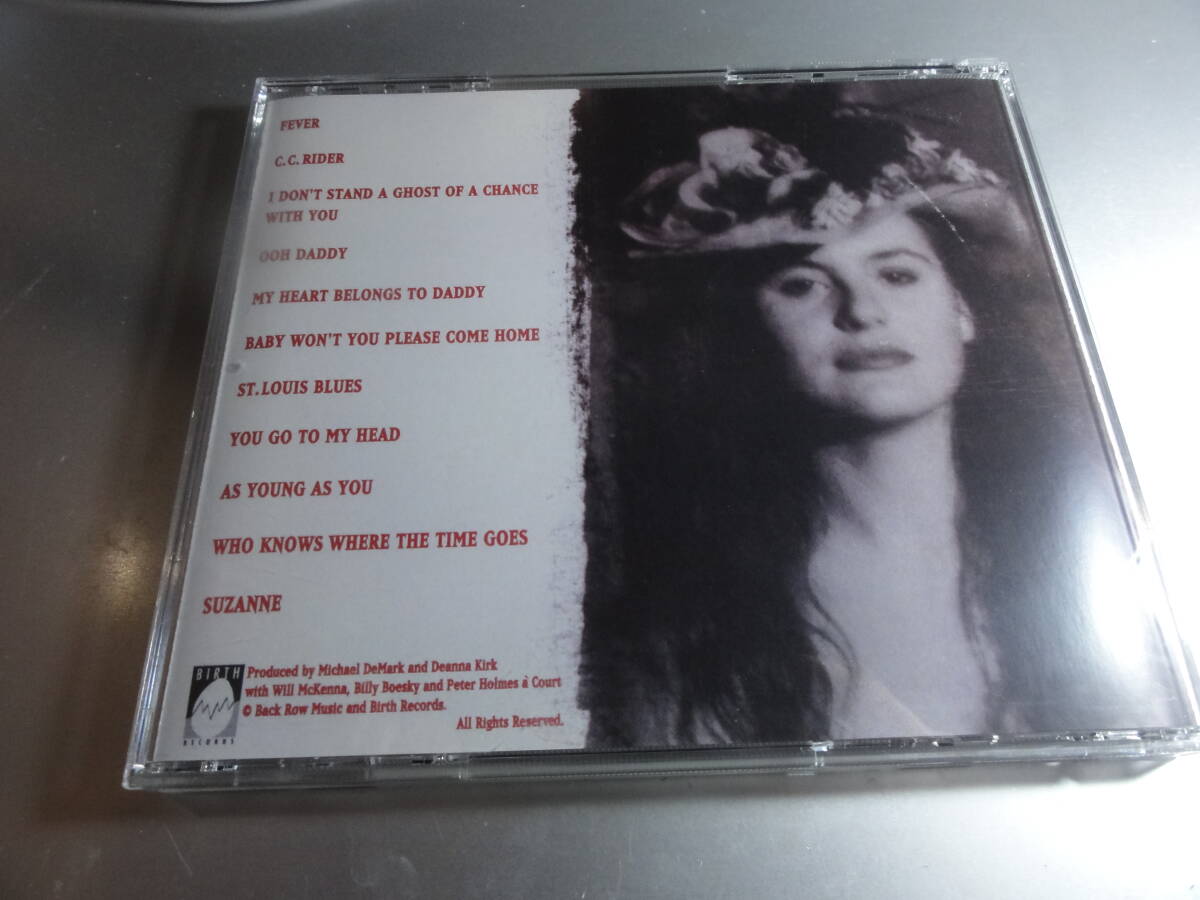 FEVER
C.C. RIDER
I DON'T STAND A GHOST OF A CHANCE
WITH YOU
OOH DADDY
MY HEART BELONGS TO DADDY
BABY WON'T YOU PLEASE COME HOME
ST. LOUIS BLUES
YOU GO TO MY HEAD
AS YOUNG AS YOU
WHO KNOWS WHERE THE TIME GOES
SUZANNE
BIRTH
RECORDS
Produced by Michael DeMark and Deanna Kirk
with Will McKenna, Billy Boesky and Peter Holmes à Court
© Back Row Music and Birth Records.
All Rights Reserved.